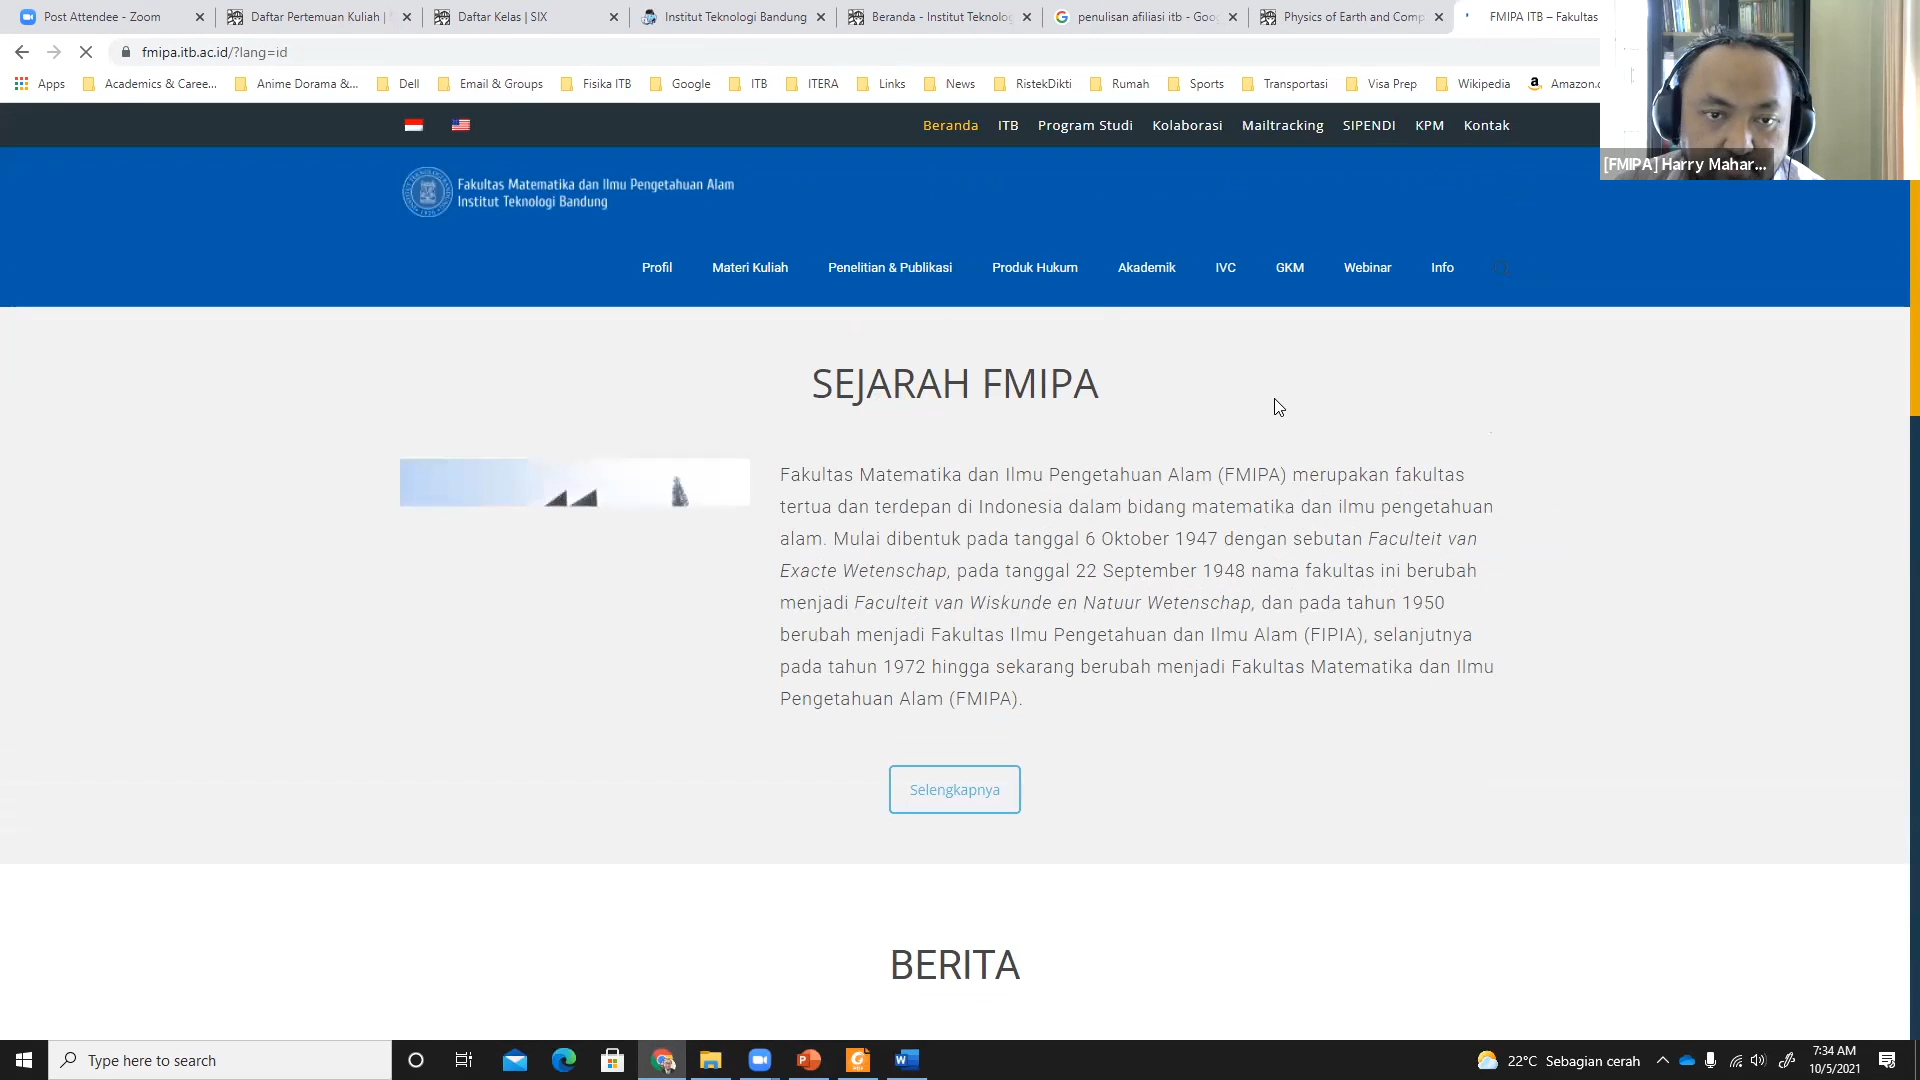 Post Attendee - Zoom
Daftar Pertemuan Kuliah |
Daftar Kelas | SIX
Institut Teknologi Bandung
Beranda - Institut Teknolog
penulisan afiliasi itb - Goog
Physics of Earth and Comp
FMIPA ITB – Fakultas
fmipa.itb.ac.id/?lang=id
Apps
Academics & Caree...
Anime Dorama &...
Dell
Email & Groups
Fisika ITB
Google
ITB
ITERA
Links
News
RistekDikti
Rumah
Sports
Transportasi
Visa Prep
Wikipedia
Amazon.c
[FMIPA] Harry Mahar...
Beranda
ITB
Program Studi
Kolaborasi
Mailtracking
SIPENDI
KPM
Kontak
Fakultas Matematika dan Ilmu Pengetahuan Alam
Institut Teknologi Bandung
Profil
Materi Kuliah
Penelitian & Publikasi
Produk Hukum
Akademik
IVC
GKM
Webinar
Info
SEJARAH FMIPA
Fakultas Matematika dan Ilmu Pengetahuan Alam (FMIPA) merupakan fakultas
tertua dan terdepan di Indonesia dalam bidang matematika dan ilmu pengetahuan
alam. Mulai dibentuk pada tanggal 6 Oktober 1947 dengan sebutan Faculteit van
Exacte Wetenschap, pada tanggal 22 September 1948 nama fakultas ini berubah
menjadi Faculteit van Wiskunde en Natuur Wetenschap, dan pada tahun 1950
berubah menjadi Fakultas Ilmu Pengetahuan dan Ilmu Alam (FIPIA), selanjutnya
pada tahun 1972 hingga sekarang berubah menjadi Fakultas Matematika dan Ilmu
Pengetahuan Alam (FMIPA).
Selengkapnya
BERITA
Type here to search
22°C Sebagian cerah
7:34 AM
10/5/2021